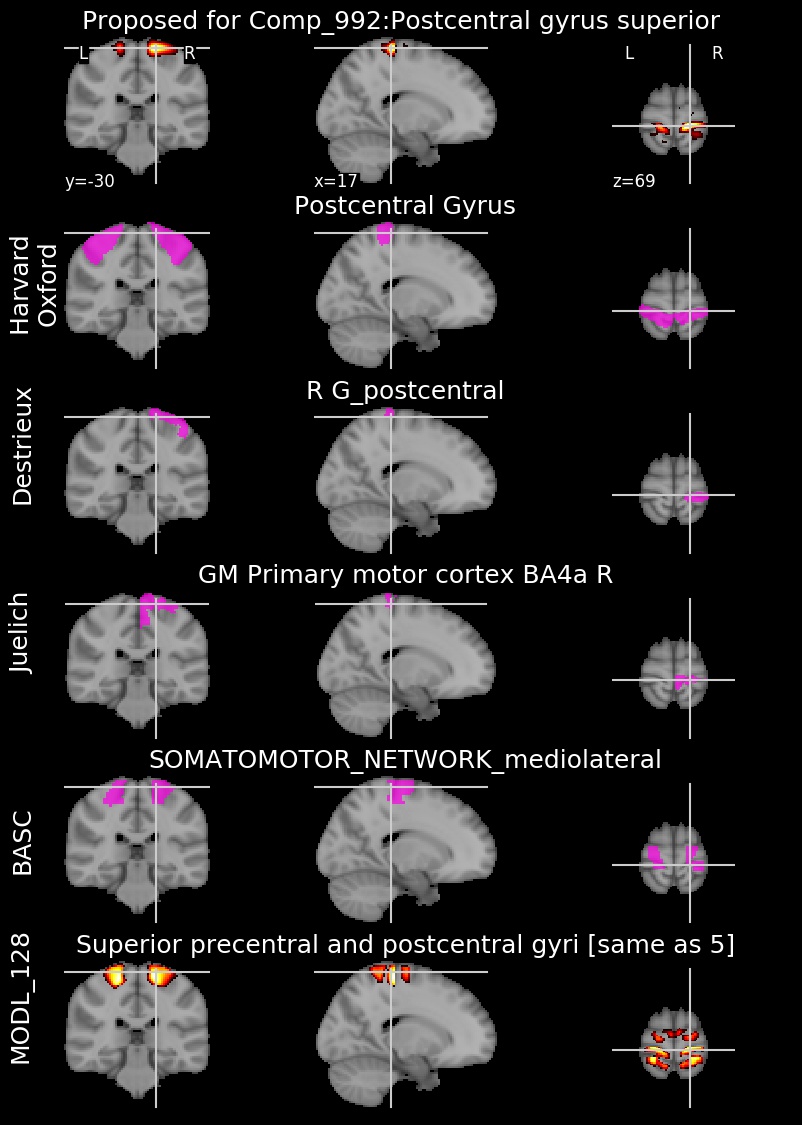 Proposed for Comp_992:Postcentral gyrus superior
L R
L R
y=-30 x=17 z=69
Postcentral Gyrus
Harvard
Oxford
R G_postcentral
Destrieux
GM Primary motor cortex BA4a R
Juelich
SOMATOMOTOR_NETWORK_mediolateral
BASC
Superior precentral and postcentral gyri [same as 5]
MODL_128